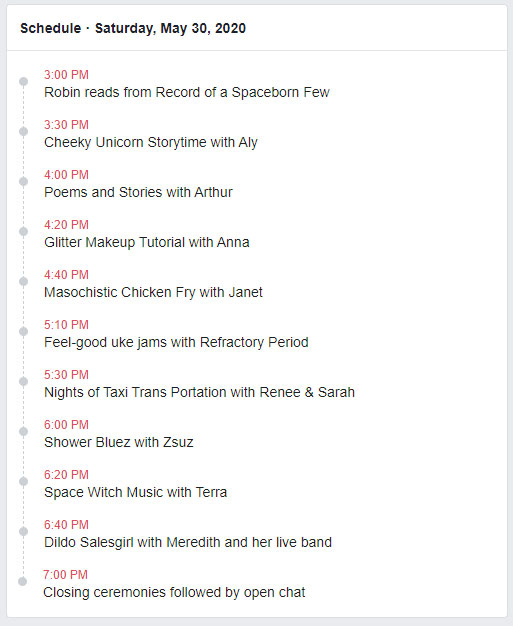 Schedule · Saturday, May 30, 2020
3:00 PM
Robin reads from Record of a Spaceborn Few
3:30 PM
Cheeky Unicorn Storytime with Aly
4:00 PM
Poems and Stories with Arthur
4:20 PM
Glitter Makeup Tutorial with Anna
4:40 PM
Masochistic Chicken Fry with Janet
5:10 PM
Feel-good uke jams with Refractory Period
5:30 PM
Nights of Taxi Trans Portation with Renee & Sarah
6:00 PM
Shower Bluez with Zsuz
6:20 PM
Space Witch Music with Terra
6:40 PM
Dildo Salesgirl with Meredith and her live band
7:00 PM
Closing ceremonies followed by open chat